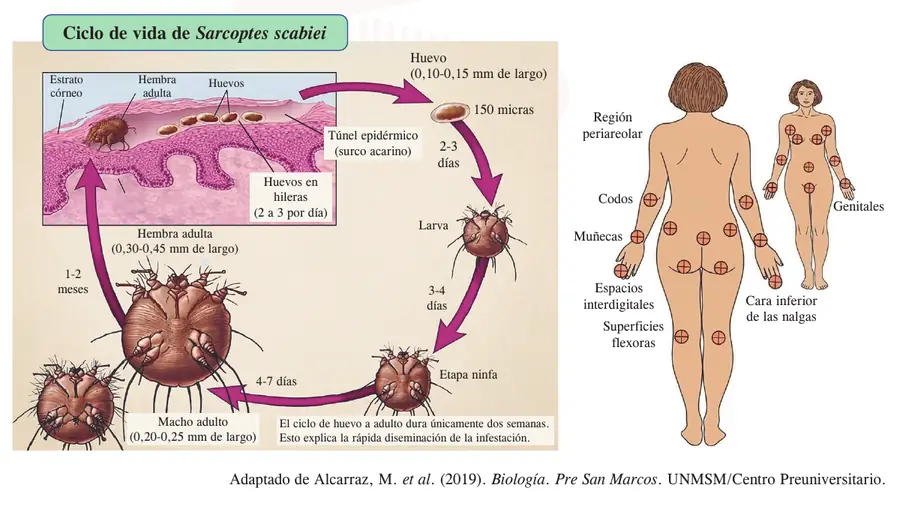 Ciclo de vida de Sarcoptes scabiei
Estrato
córneo
Hembra
adulta
Huevos
Túnel epidérmico
(surco acarino)
Huevos en
hileras
(2 a 3 por día)
Huevo
(0,10-0,15 mm de largo)
150 micras
2-3
días
Larva
3-4
días
Etapa ninfa
4-7 días
Hembra adulta
(0,30-0,45 mm de largo)
1-2
meses
Macho adulto
(0,20-0,25 mm de largo)
El ciclo de huevo a adulto dura únicamente dos semanas.
Esto explica la rápida diseminación de la infestación.
Región
periareolar
Codos
Muñecas
Espacios
interdigitales
Superficies
flexoras
Genitales
Cara inferior
de las nalgas
Adaptado de Alcarraz, M. et al. (2019). Biología. Pre San Marcos. UNMSM/Centro Preuniversitario.